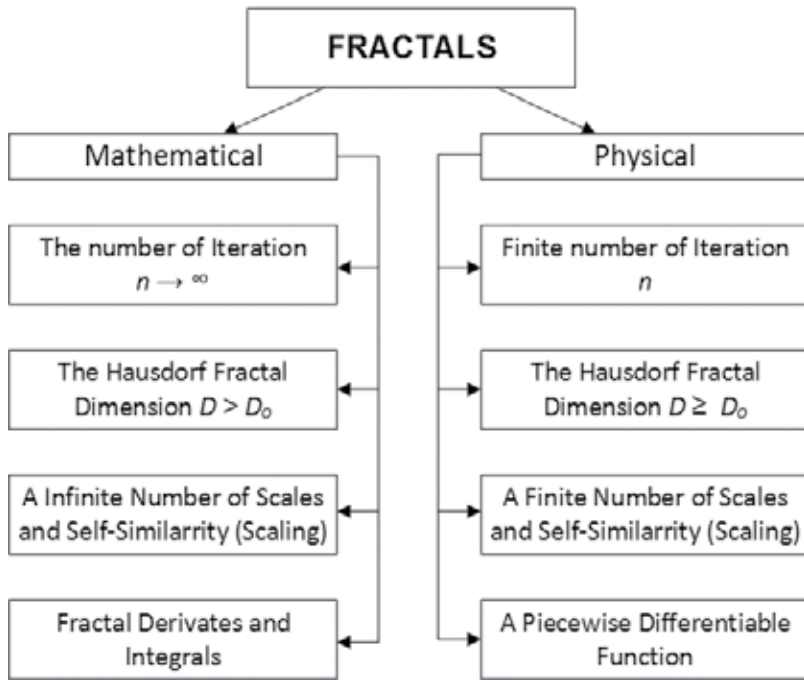 FRACTALS
Mathematical
The number of Iteration
n → ∞
The Hausdorf Fractal
Dimension D > Do
A Infinite Number of Scales
and Self-Similarrity (Scaling)
Fractal Derivates and
Integrals
Physical
Finite number of Iteration
n
The Hausdorf Fractal
Dimension D ≥ Do
A Finite Number of Scales
and Self-Similarrity (Scaling)
A Piecewise Differentiable
Function